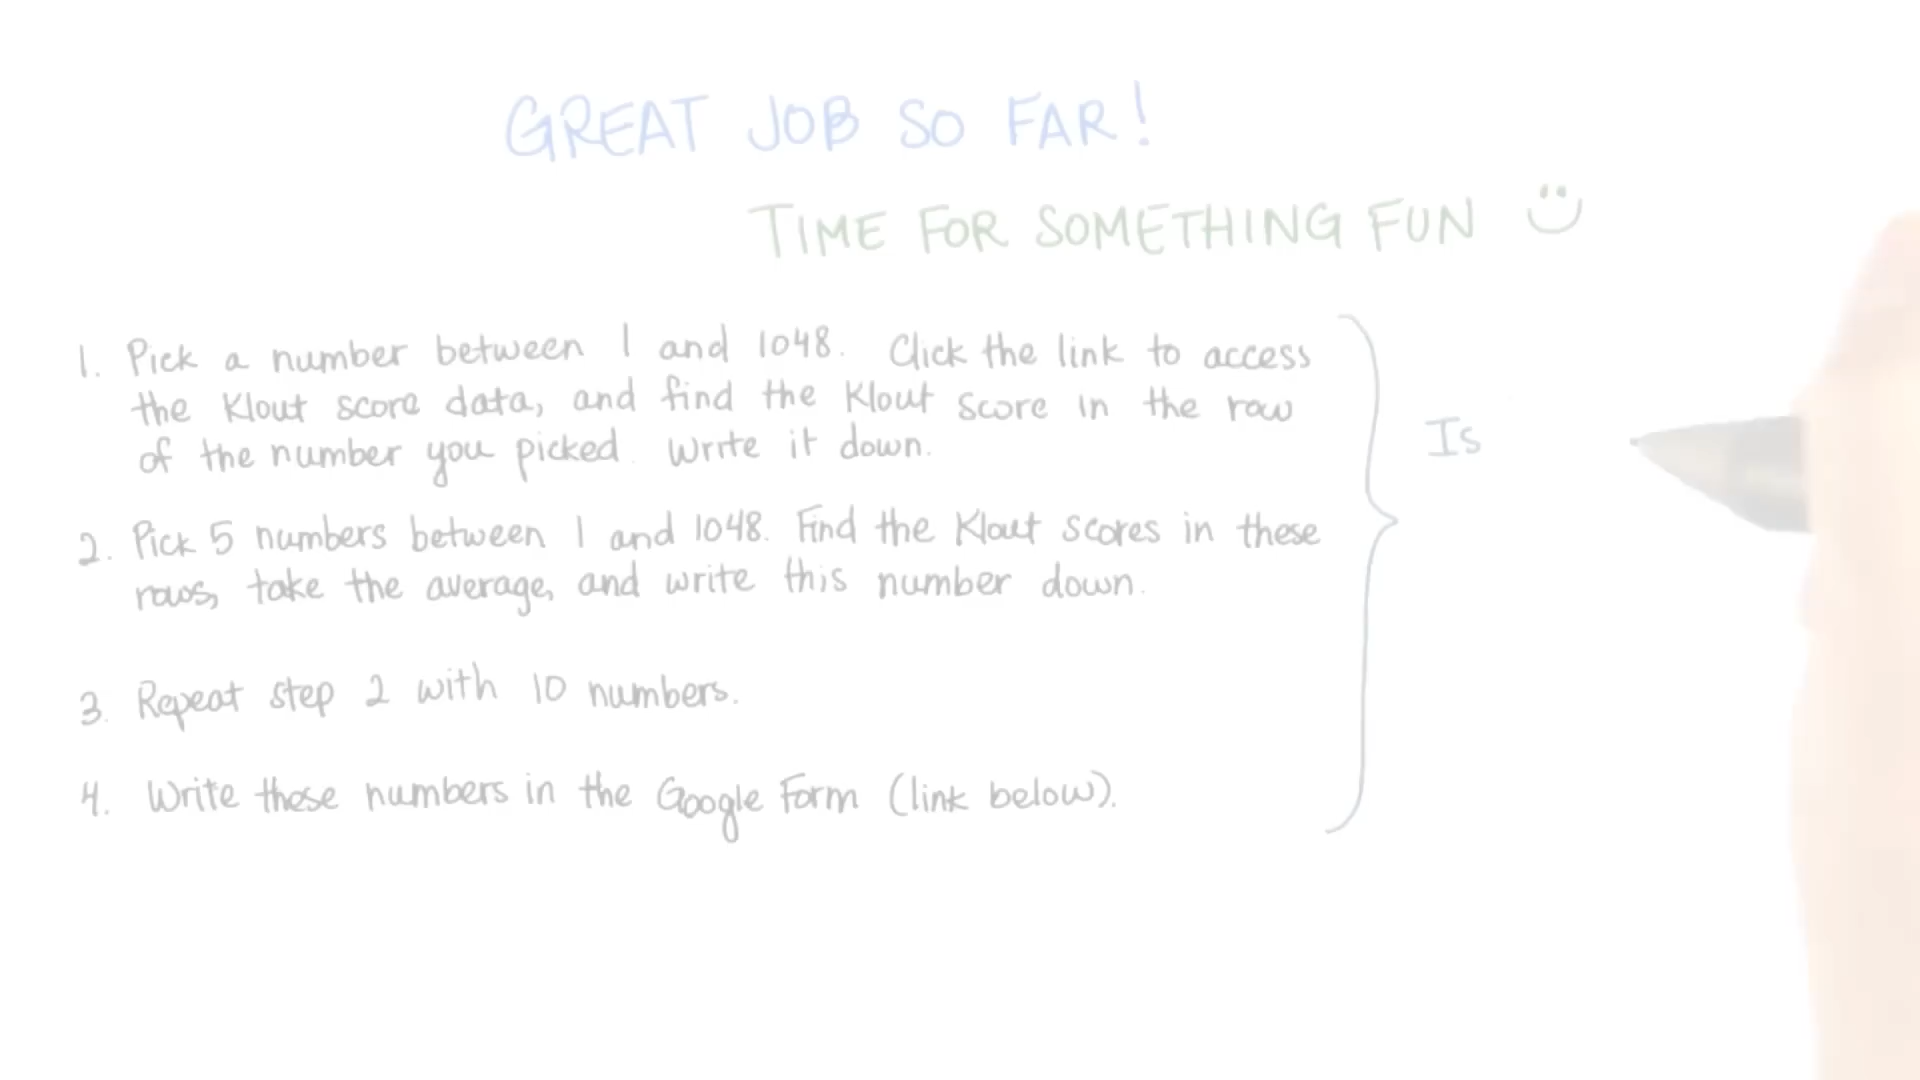 GREAT JOB SO FAR!
TIME FOR SOMETHING FUN
1. Pick a number between 1 and 1048. Click the link to access
the Klout score data, and find the Klout score in the row
of the number you picked. Write it down.
2. Pick 5 numbers between 1 and 1048. Find the Klout scores in these
rows, take the average, and write this number down.
3. Repeat step 2 with 10 numbers.
4. Write these numbers in the Google Form (link below).
Is